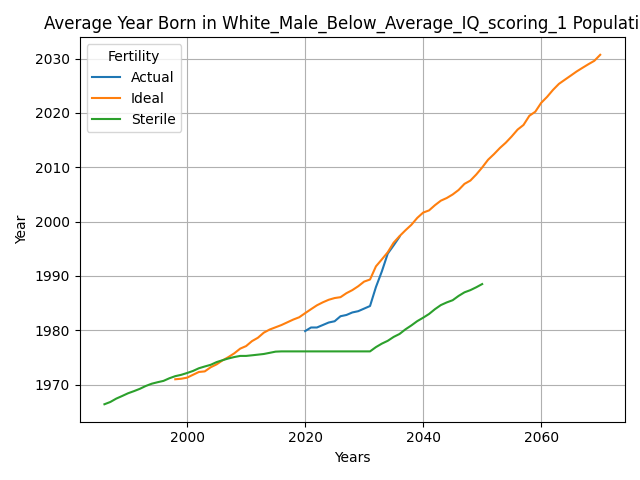 Average Year Born in White_Male_Below_Average_IQ_scoring_1 Populati
Fertility
Actual
Ideal
Sterile
2030
2020
2010
2000
1990
1980
1970
Year
2000 2020 2040 2060
Years